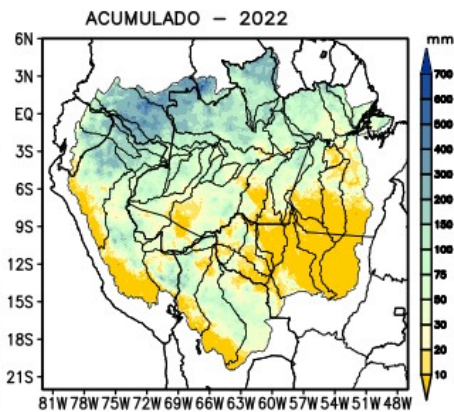 ACUMULADO – 2022
mm
6N
3N
EQ
3S
6S
9S
12S
15S
18S
21S
81W 78W 75W 72W 69W 66W 63W 60W 57W 54W 51W 48W
700
600
500
400
300
200
150
100
75
50
30
20
10